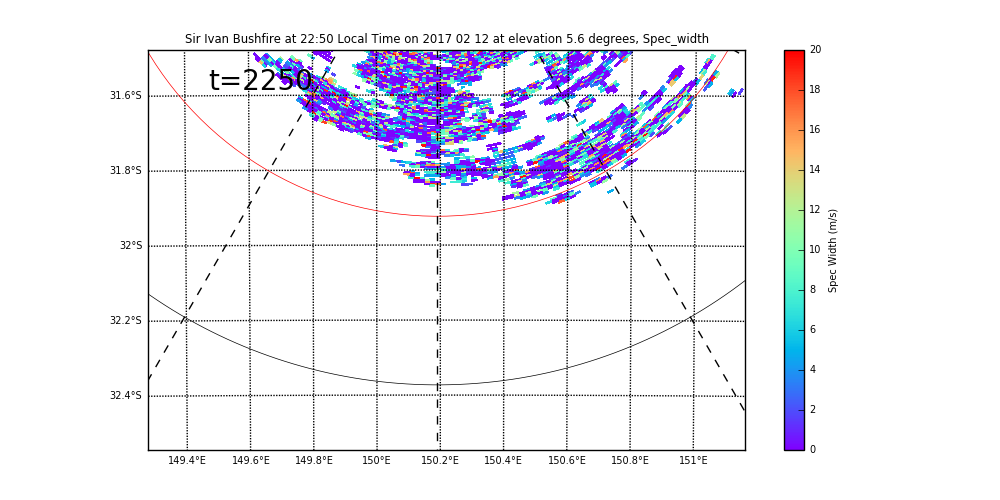 Sir Ivan Bushfire at 22:50 Local Time on 2017 02 12 at elevation 5.6 degrees, Spec_width
t=2250
31.6°S
31.8°S
32°S
32.2°S
32.4°S
149.4°E 149.6°E 149.8°E 150°E 150.2°E 150.4°E 150.6°E 150.8°E 151°E
20
18
16
14
12
10
8
6
4
2
0
Spec Width (m/s)